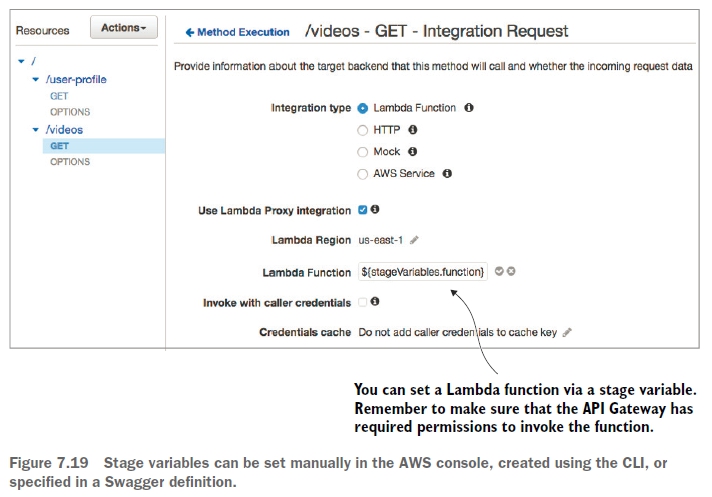 Resources
Actions
Method Execution /videos - GET - Integration Request
Provide information about the target backend that this method will call and whether the incoming request data
/
/user-profile
GET
OPTIONS
/videos
GET
OPTIONS
Integration type Lambda Function
HTTP
Mock
AWS Service
Use Lambda Proxy integration
Lambda Region us-east-1
Lambda Function ${stageVariables.function}
Invoke with caller credentials
Credentials cache Do not add caller credentials to cache key
You can set a Lambda function via a stage variable.
Remember to make sure that the API Gateway has
required permissions to invoke the function.
Figure 7.19 Stage variables can be set manually in the AWS console, created using the CLI, or
specified in a Swagger definition.